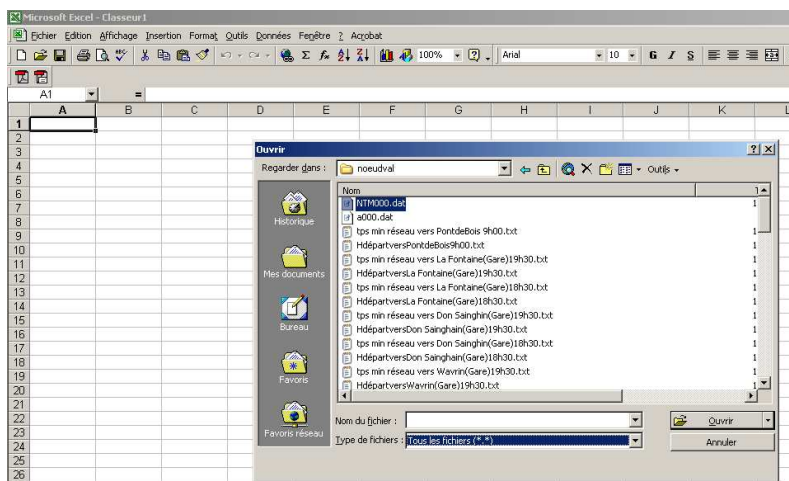 Microsoft Excel - Classeur1
Fichier Edition Affichage Insertion Format Outils Données Fenêtre ? Acrobat
100% Arial 10 G I S
A1 =
A B C D E F G H I J K L
1
2
3
4
5
6
7
8
9
10
11
12
13
14
15
16
17
18
19
20
21
22
23
24
25
26
Ouvrir
Regarder dans : noeudval Outils
Historique
Mes documents
Bureau
Favoris
Favoris réseau
Nom
NTM000.dat
a000.dat
tps min réseau vers PontdeBois 9h00.txt
HdépartversPontdeBois9h00.txt
tps min réseau vers La Fontaine(Gare)19h30.txt
HdépartversLa Fontaine(Gare)19h30.txt
tps min réseau vers La Fontaine(Gare)18h30.txt
HdépartversLa Fontaine(Gare)18h30.txt
tps min réseau vers Don Sainghin(Gare)19h30.txt
HdépartversDon Sainghain(Gare)19h30.txt
tps min réseau vers Don Sainghin(Gare)18h30.txt
HdépartversDon Sainghain(Gare)18h30.txt
tps min réseau vers Wavrin(Gare)19h30.txt
HdépartversWavrin(Gare)19h30.txt
Nom du fichier :
Ouvrir
Type de fichiers : Tous les fichiers (*.*)
Annuler